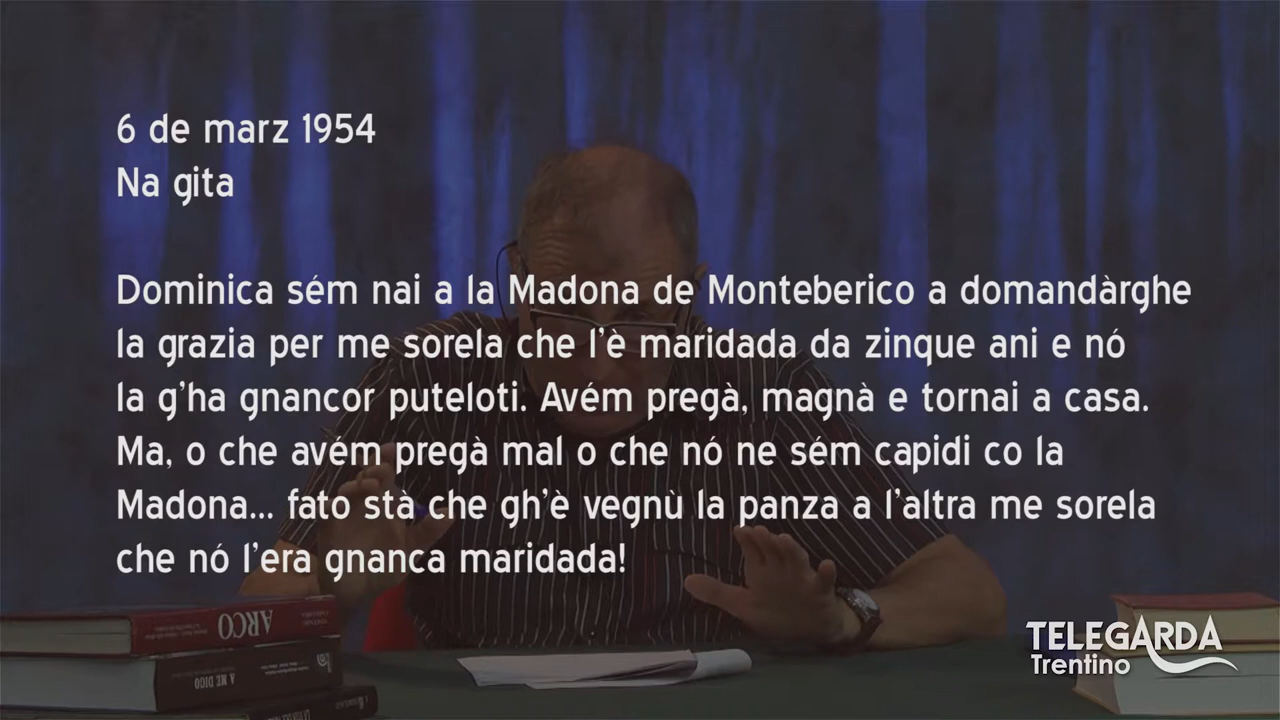 6 de marz 1954
Na gita
Dominica sém nai a la Madona de Monteberico a domandàrghe
la grazia per me sorela che l'è maridada da zinque ani e nó
la g'ha gnancor puteloti. Avém pregà, magnà e tornai a casa.
Ma, o che avém pregà mal o che nó ne sém capidi co la
Madona... fato stà che gh'è vegnù la panza a l'altra me sorela
che nó l'era gnanca maridada!
ARCO
A ME DIGO
TELEGARDA
Trentino